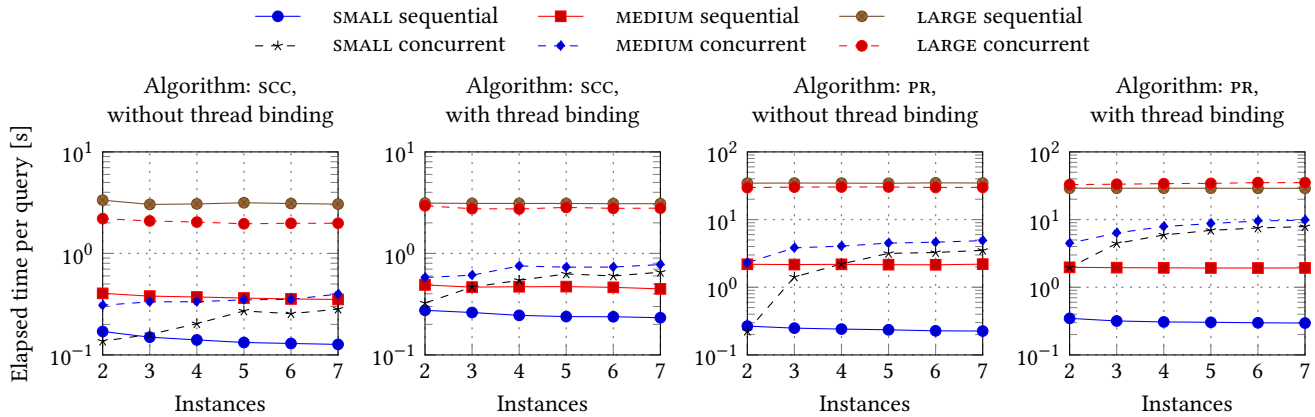 SMALL sequential MEDIUM sequential LARGE sequential
SMALL concurrent MEDIUM concurrent LARGE concurrent
Algorithm: SCC,
without thread binding
Algorithm: SCC,
with thread binding
Algorithm: PR,
without thread binding
Algorithm: PR,
with thread binding
Elapsed time per query [s]
10^1
10^0
10^-1
2 3 4 5 6 7
Instances
10^1
10^0
10^-1
2 3 4 5 6 7
Instances
10^2
10^1
10^0
10^-1
2 3 4 5 6 7
Instances
10^2
10^1
10^0
10^-1
2 3 4 5 6 7
Instances